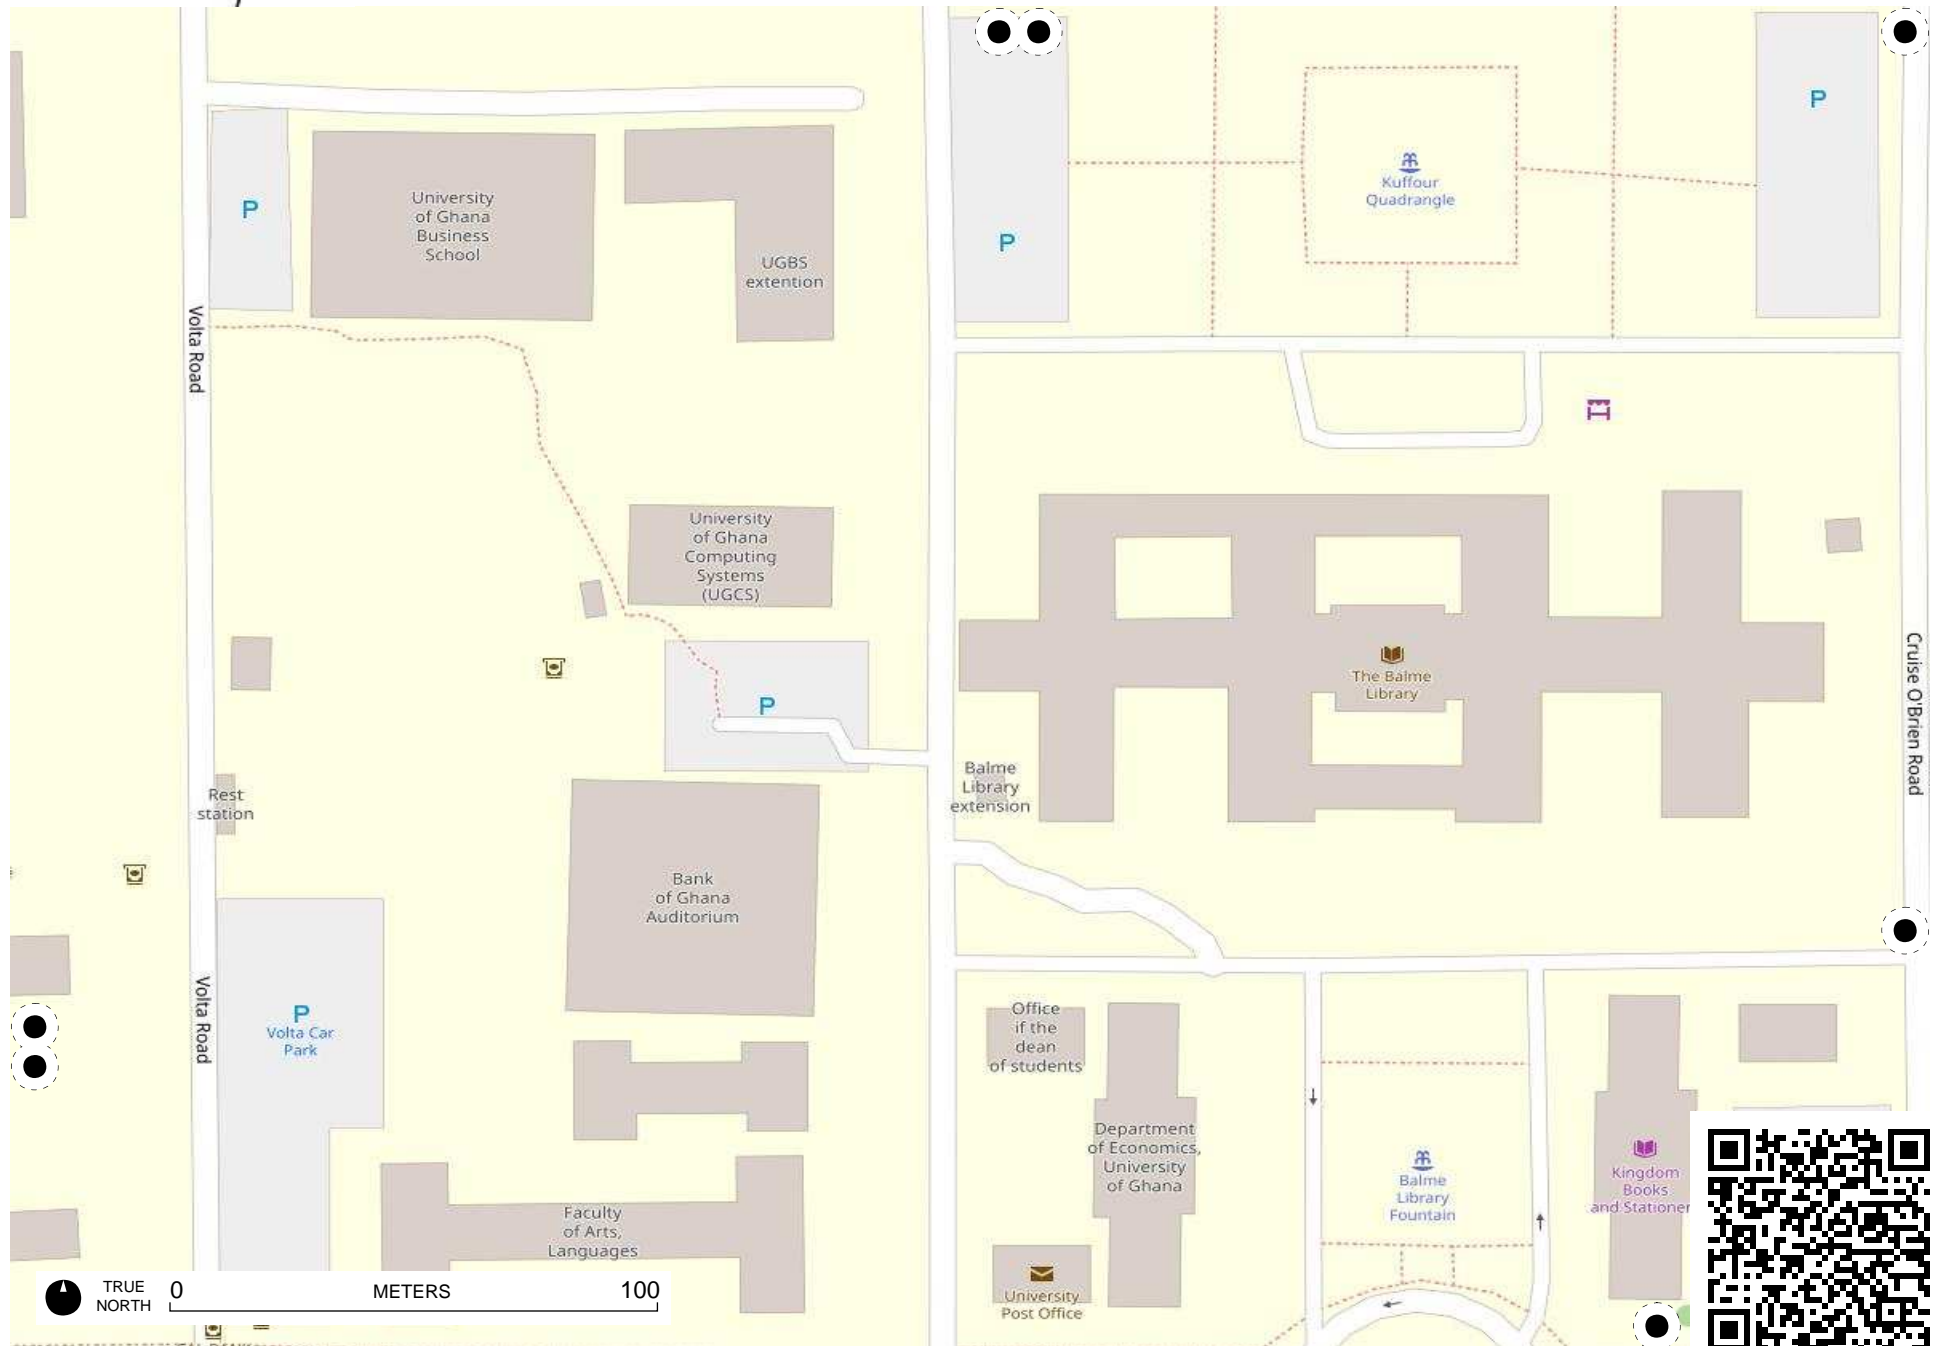 P
P
P
University
of Ghana
Business
School
UGBS
extention
Kuffour
Quadrangle
Volta Road
University
of Ghana
Computing
Systems
(UGCS)
P
The Balme
Library
Cruise O'Brien Road
Balme
Library
extension
Rest
station
Bank
of Ghana
Auditorium
Volta Road
P
Volta Car
Park
Office
if the
dean
of students
Department
of Economics,
University
of Ghana
Balme
Library
Fountain
Kingdom
Books
and Stationer
Faculty
of Arts,
Languages
University
Post Office
TRUE
NORTH
0 METERS 100